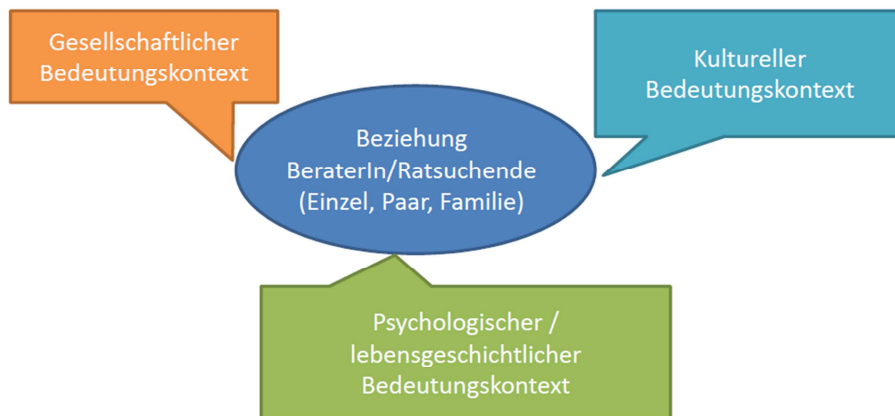 Gesellschaftlicher
Bedeutungskontext
Kultureller
Bedeutungskontext
Beziehung
BeraterIn/Ratsuchende
(Einzel, Paar, Familie)
Psychologischer /
lebensgeschichtlicher
Bedeutungskontext